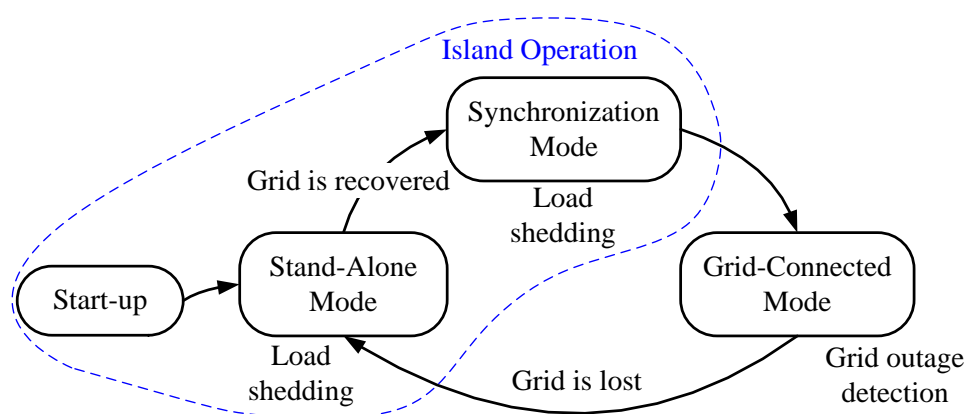 Island Operation
Synchronization
Mode
Grid is recovered
Load
shedding
Stand-Alone
Mode
Grid-Connected
Mode
Start-up
Load
shedding
Grid is lost
Grid outage
detection